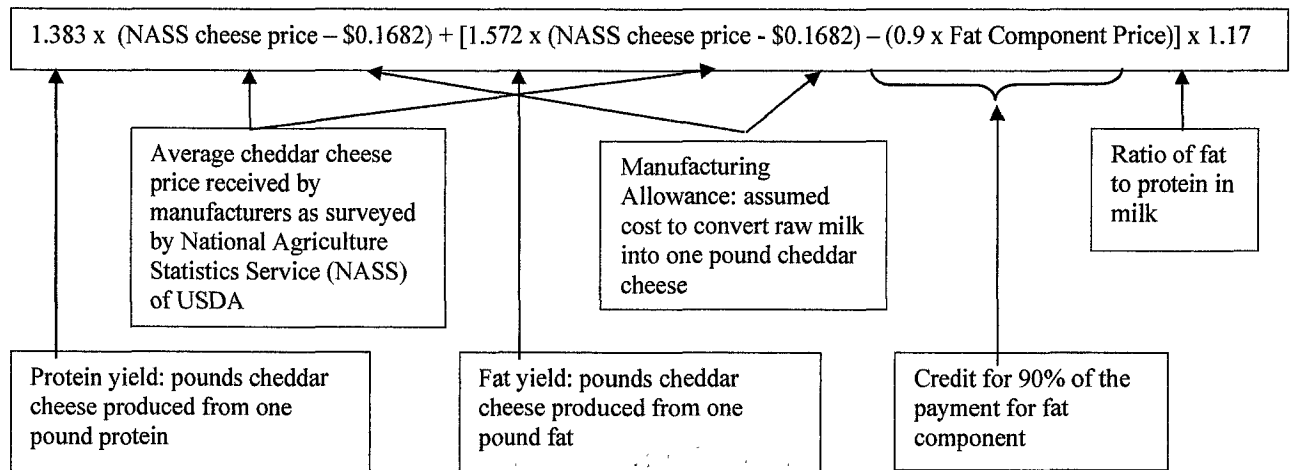 1.383 x (NASS cheese price – $0.1682) + [1.572 x (NASS cheese price - $0.1682) – (0.9 x Fat Component Price)] x 1.17
Average cheddar cheese
price received by
manufacturers as surveyed
by National Agriculture
Statistics Service (NASS)
of USDA
Manufacturing
Allowance: assumed
cost to convert raw milk
into one pound cheddar
cheese
Ratio of fat
to protein in
milk
Protein yield: pounds cheddar
cheese produced from one
pound protein
Fat yield: pounds cheddar
cheese produced from one
pound fat
Credit for 90% of the
payment for fat
component